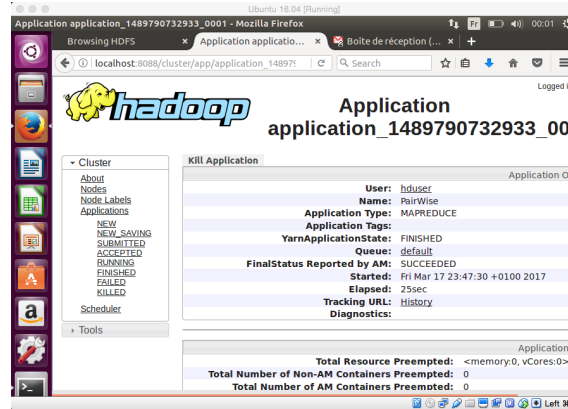 Ubuntu 16.04 [Running]
Application application_1489790732933_0001 - Mozilla Firefox
Fr
00:01
Browsing HDFS
Application applicatio...
Boîte de réception (...
localhost:8088/cluster/app/application_14897
Search
Logged i
hadoop
Application
application_1489790732933_00
Cluster
About
Nodes
Node Labels
Applications
NEW
NEW_SAVING
SUBMITTED
ACCEPTED
RUNNING
FINISHED
FAILED
KILLED
Scheduler
Tools
Kill Application
Application O
User: hduser
Name: PairWise
Application Type: MAPREDUCE
Application Tags:
YarnApplicationState: FINISHED
Queue: default
FinalStatus Reported by AM: SUCCEEDED
Started: Fri Mar 17 23:47:30 +0100 2017
Elapsed: 25sec
Tracking URL: History
Diagnostics:
Application
Total Resource Preempted: <memory:0, vCores:0>
Total Number of Non-AM Containers Preempted: 0
Total Number of AM Containers Preempted: 0
Left ⌘